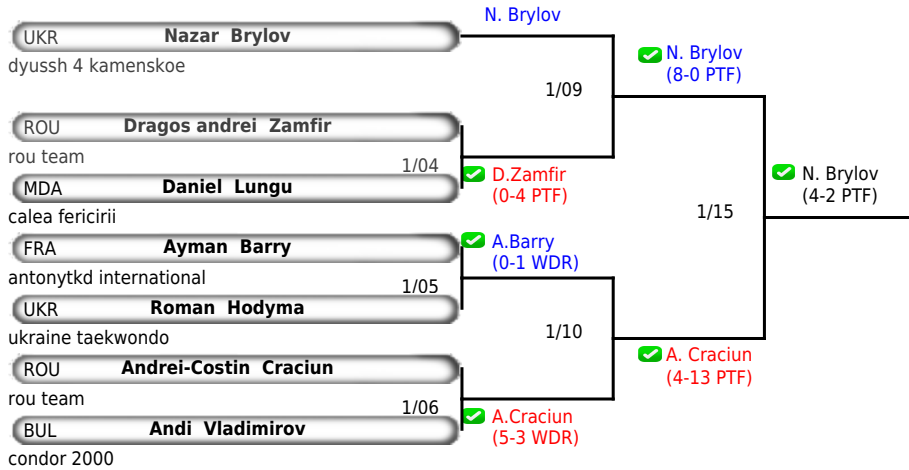 N. Brylov
UKR Nazar Brylov
dyussh 4 kamenskoe
N. Brylov
(8-0 PTF)
1/09
ROU Dragos andrei Zamfir
rou team
1/04
D.Zamfir
(0-4 PTF)
MDA Daniel Lungu
calea fericirii
N. Brylov
(4-2 PTF)
1/15
FRA Ayman Barry
antonytkd international
A.Barry
(0-1 WDR)
1/05
UKR Roman Hodyma
ukraine taekwondo
1/10
ROU Andrei-Costin Craciun
rou team
A. Craciun
(4-13 PTF)
1/06
A.Craciun
(5-3 WDR)
BUL Andi Vladimirov
condor 2000